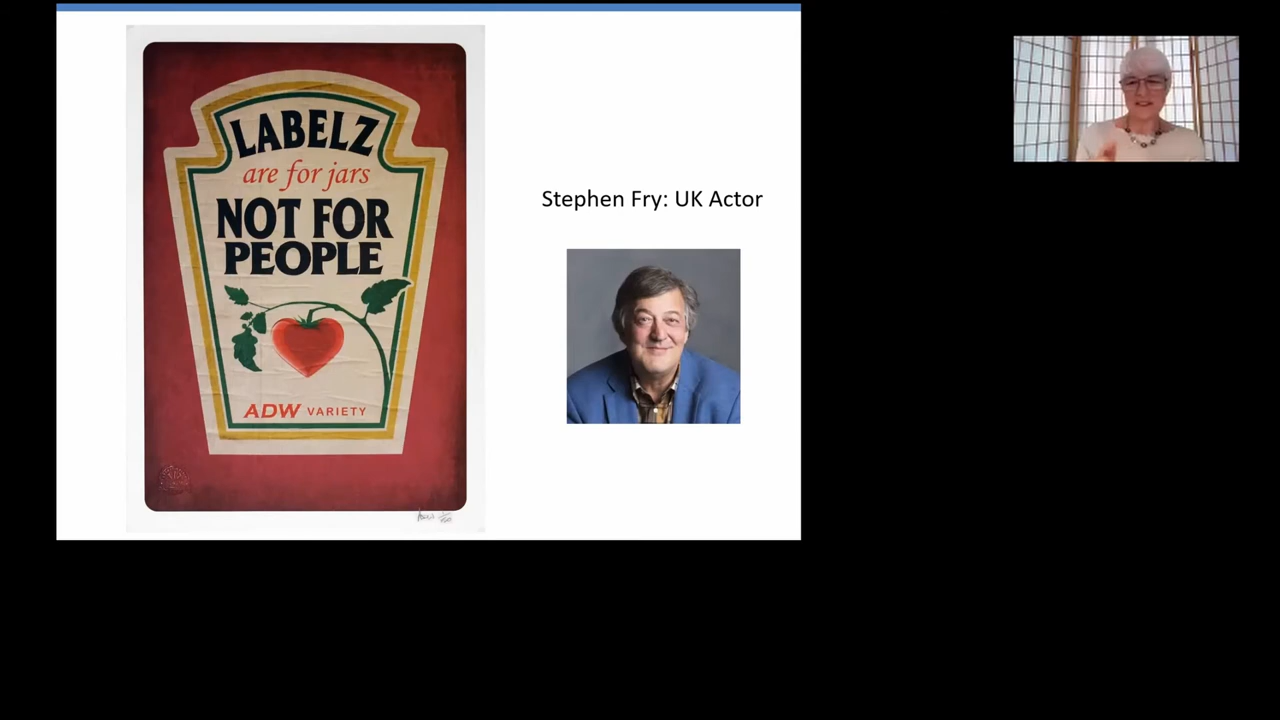 LABELZ
are for jars
NOT FOR
PEOPLE
ADW VARIETY
Stephen Fry: UK Actor